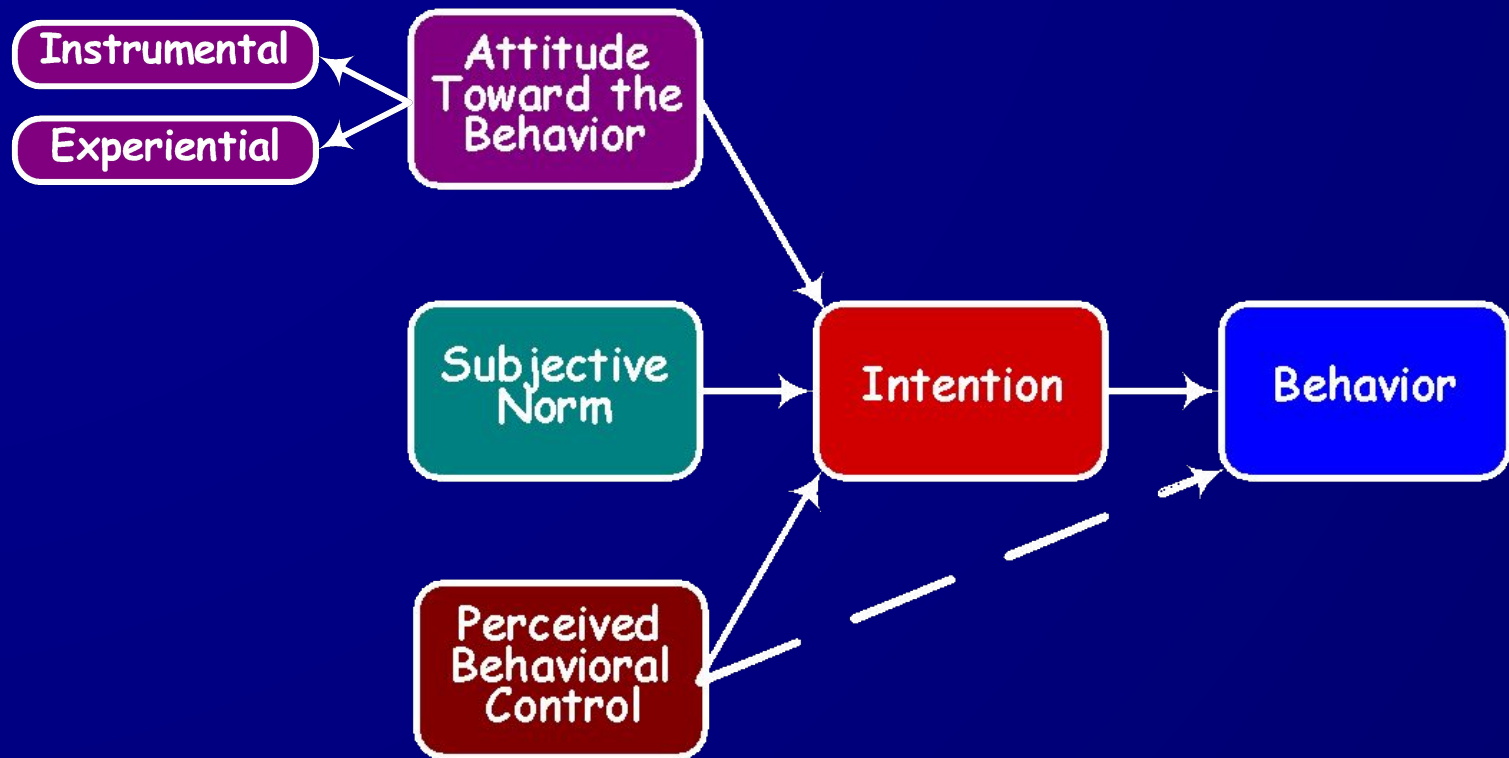 Instrumental
Experiential
Attitude
Toward the
Behavior
Subjective
Norm
Intention
Behavior
Perceived
Behavioral
Control